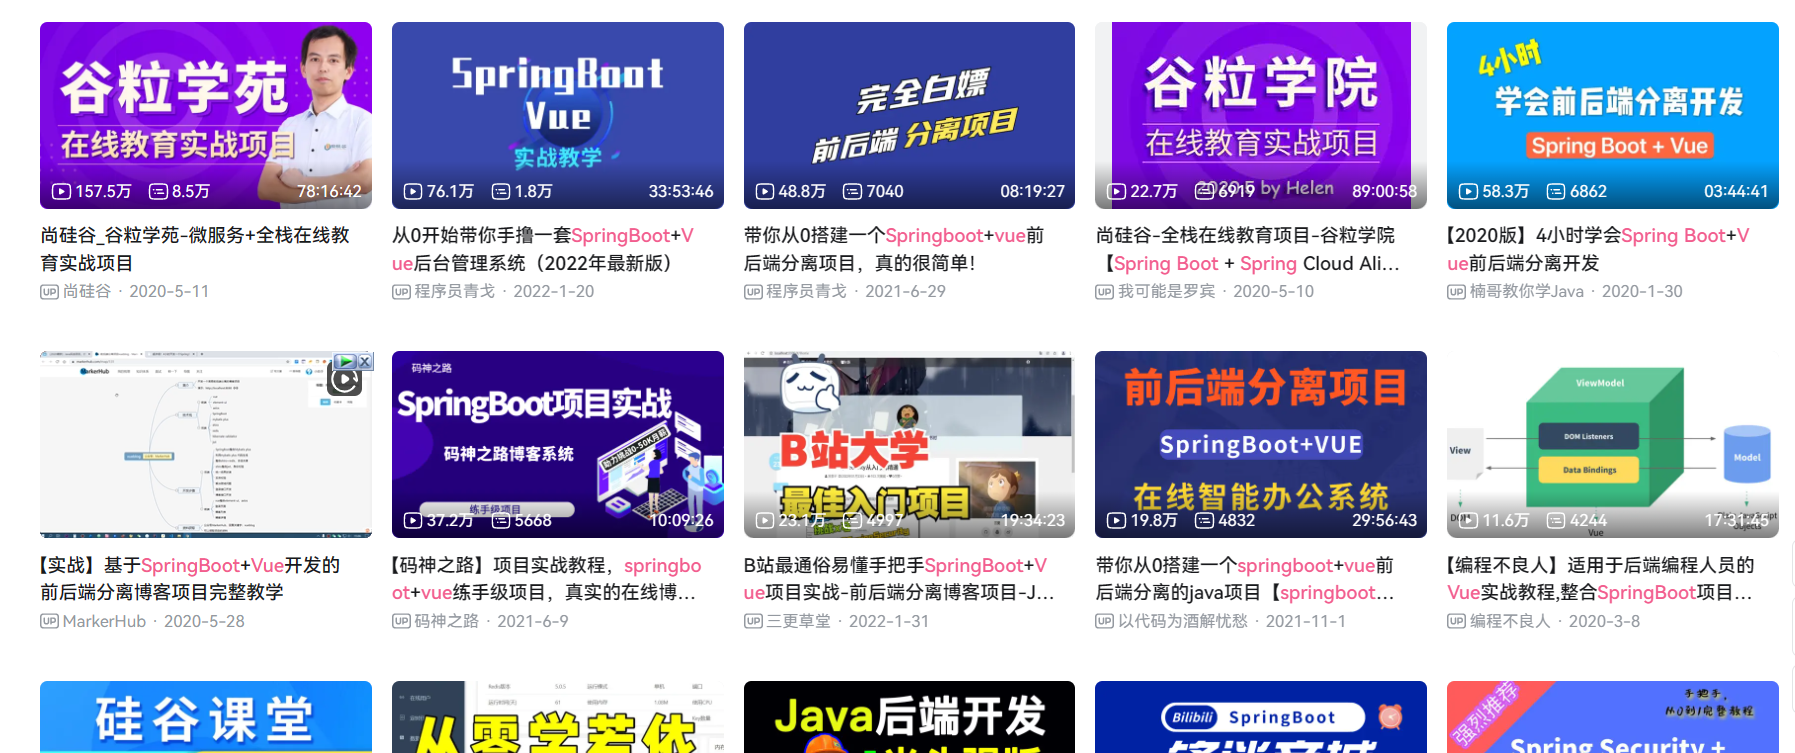 谷粒学苑
在线教育实战项目
157.5万 8.5万 78:16:42
尚硅谷_谷粒学苑-微服务+全栈在线教
育实战项目
UP 尚硅谷 · 2020-5-11
SpringBoot
Vue
实战教学
76.1万 1.8万 33:53:46
从0开始带你手撸一套SpringBoot+V
ue后台管理系统（2022年最新版）
UP 程序员青戈 · 2022-1-20
完全白嫖
前后端 分离项目
48.8万 7040 08:19:27
带你从0搭建一个Springboot+vue前
后端分离项目，真的很简单！
UP 程序员青戈 · 2021-6-29
谷粒学院
在线教育实战项目
2020.5 by Helen
22.7万 6919 89:00:58
尚硅谷-全栈在线教育项目-谷粒学院
【Spring Boot + Spring Cloud Ali...
UP 我可能是罗宾 · 2020-5-10
4小时
学会前后端分离开发
Spring Boot + Vue
58.3万 6862 03:44:41
【2020版】4小时学会Spring Boot+V
ue前后端分离开发
UP 楠哥教你学Java · 2020-1-30
MarkerHub
【实战】基于SpringBoot+Vue开发的
前后端分离博客项目完整教学
UP MarkerHub · 2020-5-28
码神之路
SpringBoot项目实战
码神之路博客系统
助力挑战20-50K月薪
练手级项目
37.2万 5668 10:09:26
【码神之路】项目实战教程，springbo
ot+vue练手级项目，真实的在线博...
UP 码神之路 · 2021-6-9
B站大学
最佳入门项目
23.1万 4997 19:34:23
B站最通俗易懂手把手SpringBoot+V
ue项目实战-前后端分离博客项目-J...
UP 三更草堂 · 2022-1-31
前后端分离项目
SpringBoot+VUE
在线智能办公系统
19.8万 4832 29:56:43
带你从0搭建一个springboot+vue前
后端分离的java项目【springboot...
UP 以代码为酒解忧愁 · 2021-11-1
ViewModel
View
DOM Listeners
Data Bindings
Model
DOM
Vue
11.6万 4244 17:31:45
【编程不良人】适用于后端编程人员的
Vue实战教程,整合SpringBoot项目...
UP 编程不良人 · 2020-3-8
硅谷课堂
从零学若依
Java后端开发
Bilibili SpringBoot
强烈推荐
手把手，
从0到1完整教程
Spring Security +